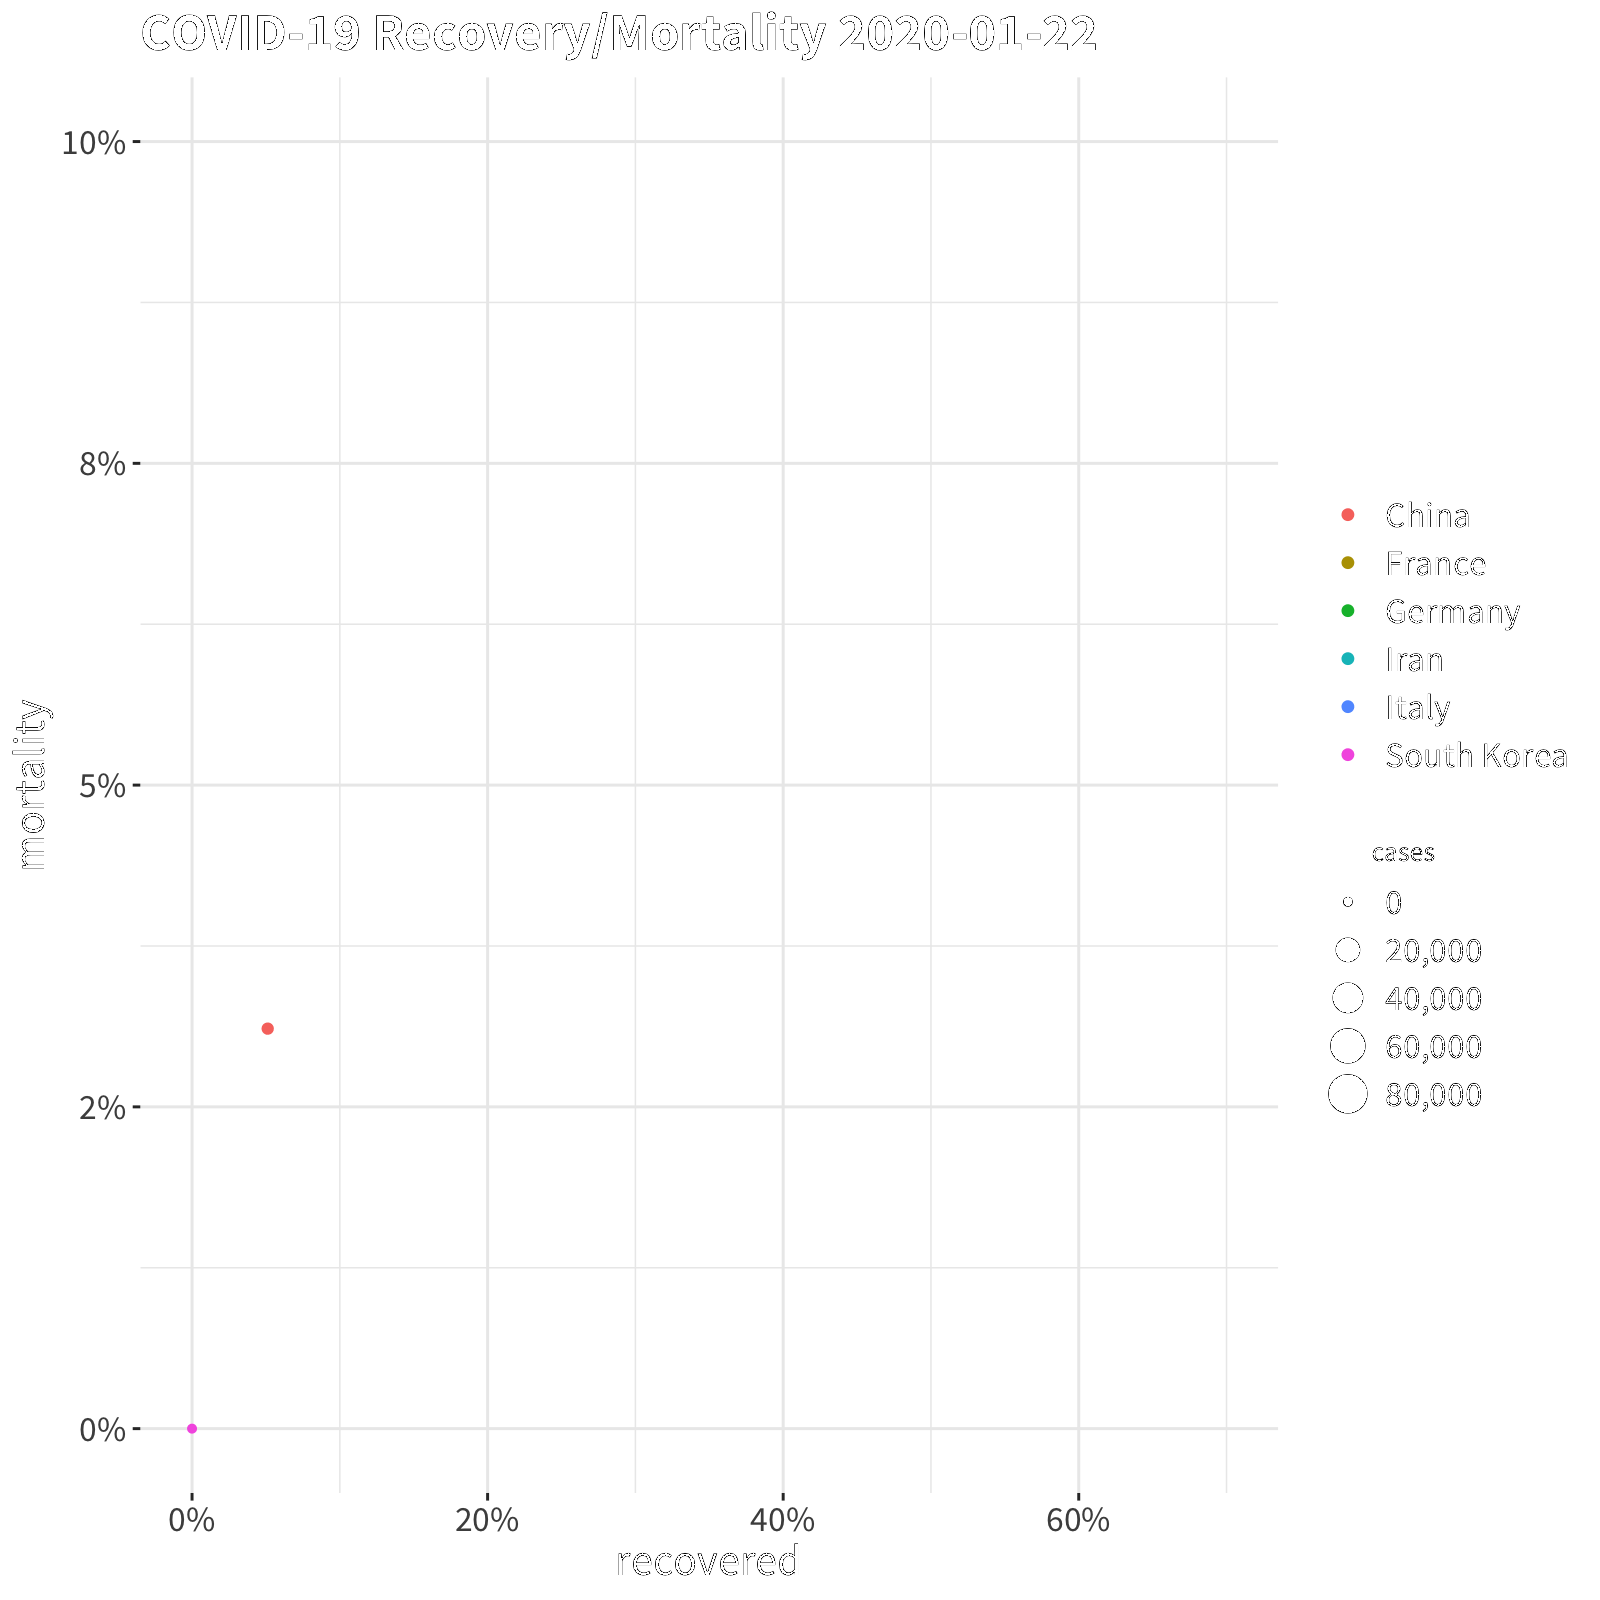 COVID-19 Recovery/Mortality 2020-01-22
10%
8%
5%
2%
0%
mortality
0% 20% 40% 60%
recovered
China
France
Germany
Iran
Italy
South Korea
cases
0
20,000
40,000
60,000
80,000